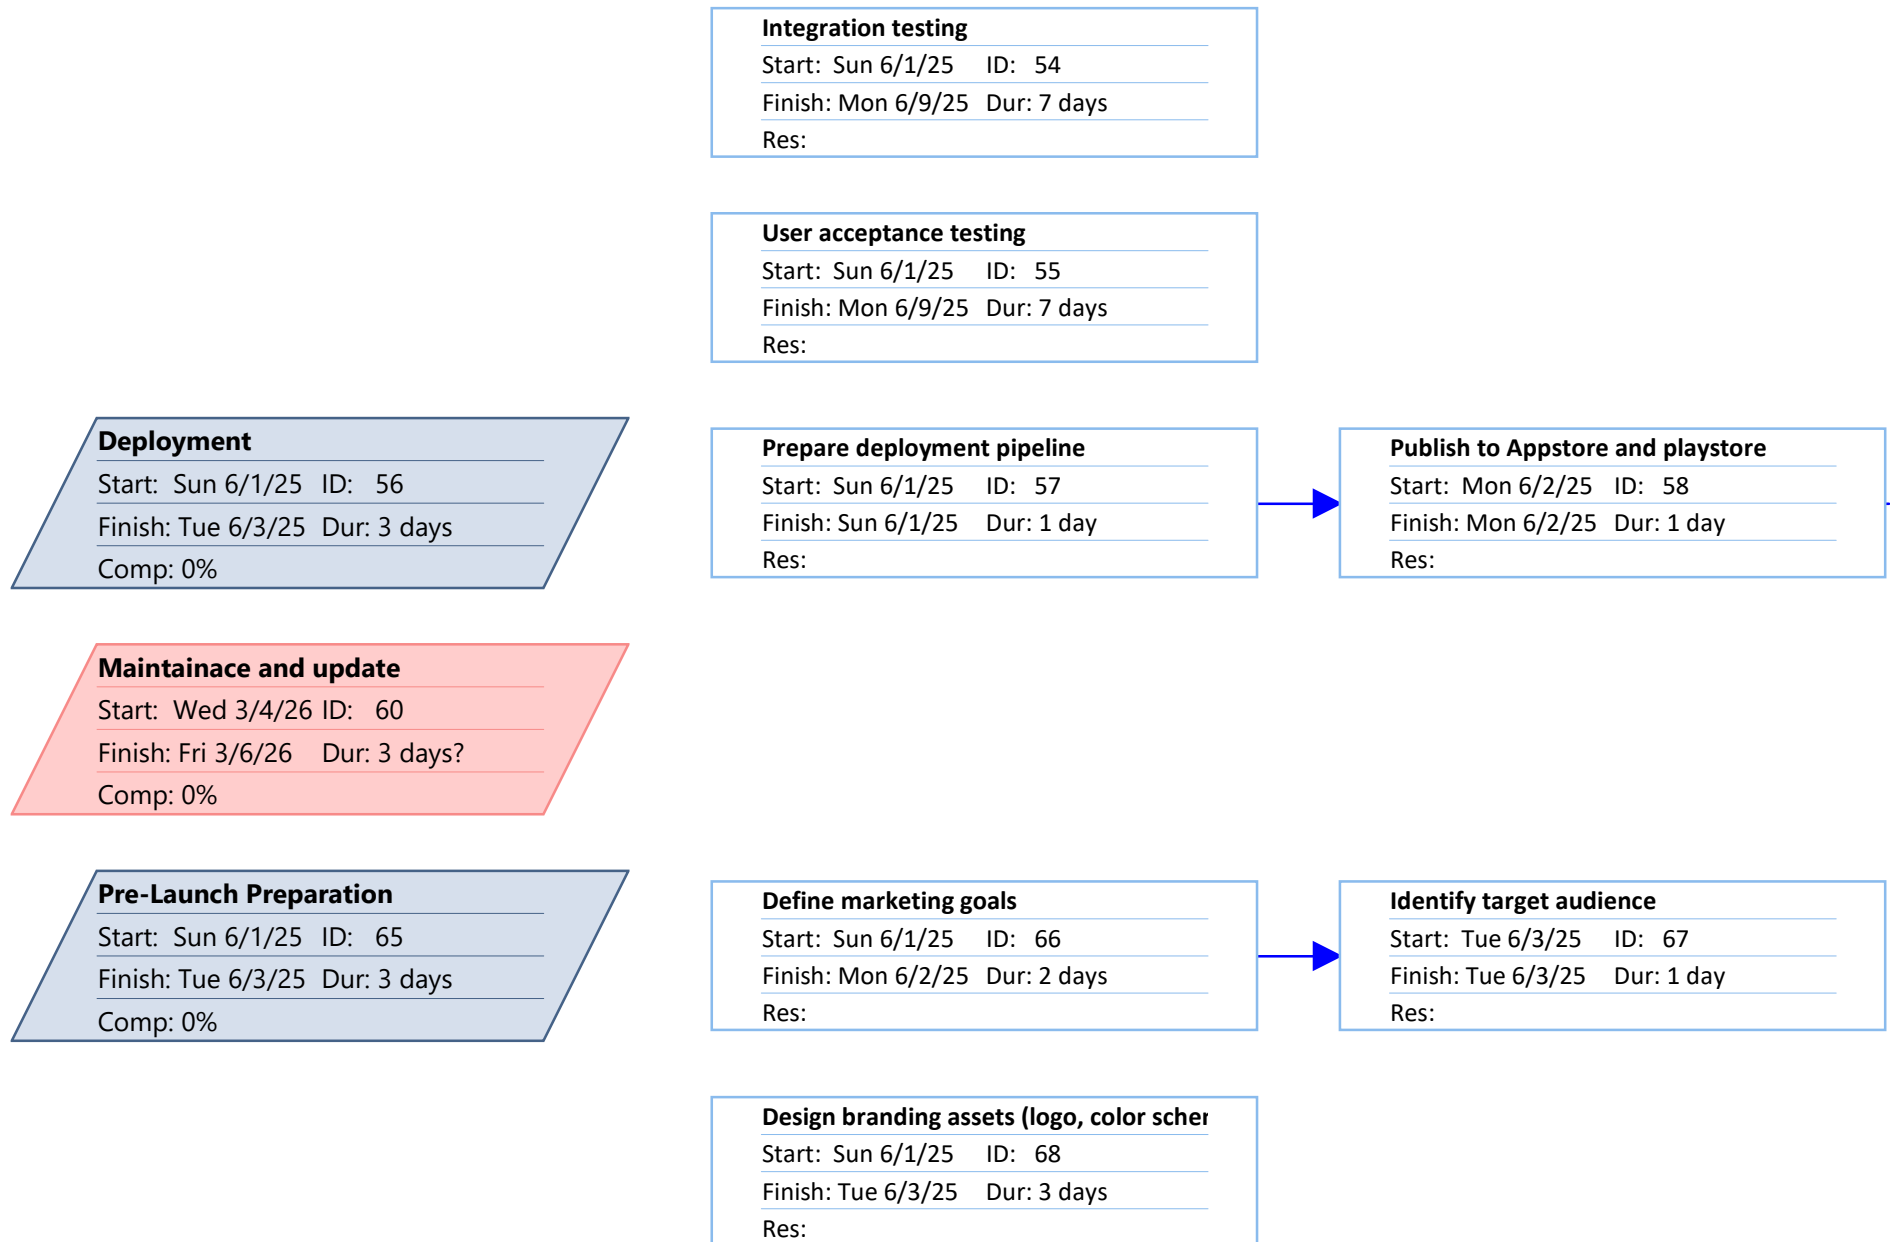 Integration testing
Start: Sun 6/1/25 ID: 54
Finish: Mon 6/9/25 Dur: 7 days
Res:
User acceptance testing
Start: Sun 6/1/25 ID: 55
Finish: Mon 6/9/25 Dur: 7 days
Res:
Deployment
Start: Sun 6/1/25 ID: 56
Finish: Tue 6/3/25 Dur: 3 days
Comp: 0%
Prepare deployment pipeline
Start: Sun 6/1/25 ID: 57
Finish: Sun 6/1/25 Dur: 1 day
Res:
Publish to Appstore and playstore
Start: Mon 6/2/25 ID: 58
Finish: Mon 6/2/25 Dur: 1 day
Res:
Maintainace and update
Start: Wed 3/4/26 ID: 60
Finish: Fri 3/6/26 Dur: 3 days?
Comp: 0%
Pre-Launch Preparation
Start: Sun 6/1/25 ID: 65
Finish: Tue 6/3/25 Dur: 3 days
Comp: 0%
Define marketing goals
Start: Sun 6/1/25 ID: 66
Finish: Mon 6/2/25 Dur: 2 days
Res:
Identify target audience
Start: Tue 6/3/25 ID: 67
Finish: Tue 6/3/25 Dur: 1 day
Res:
Design branding assets (logo, color
Start: Sun 6/1/25 ID: 68
Finish: Tue 6/3/25 Dur: 3 days
Res: